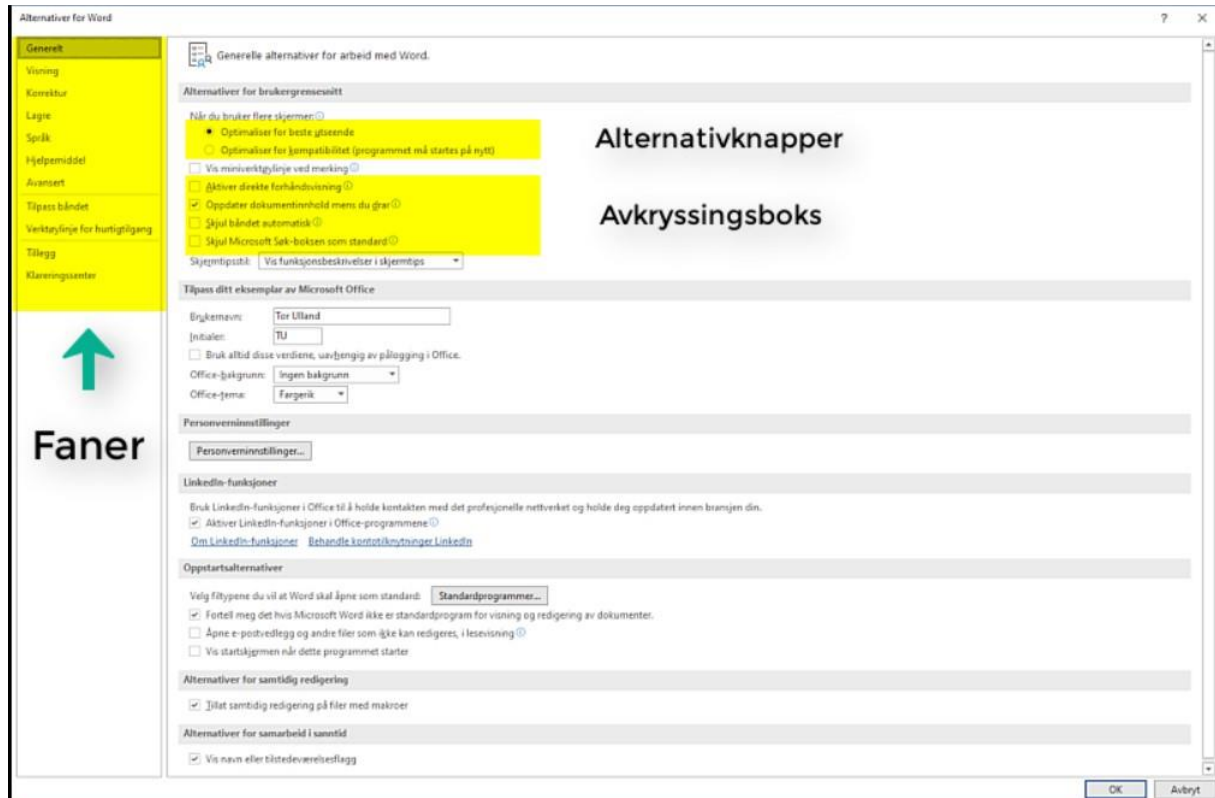 Alternativer for Word
?
Generelt
Visning
Korrektur
Lagre
Språk
Hjelpemiddel
Avansert
Tilpass båndet
Verktøylinje for hurtigtilgang
Tillegg
Klareringssenter
Faner
Generelle alternativer for arbeid med Word.
Alternativer for brukergrensesnitt
Når du bruker flere skjermer:
Optimaliser for beste utseende
Optimaliser for kompatibilitet (programmet må startes på nytt)
Alternativknapper
Vis miniverktøylinje ved merking
Aktiver direkte forhåndsvisning
Oppdater dokumentinnhold mens du drar
Skjul båndet automatisk
Skjul Microsoft Søk-boksen som standard
Avkryssingsboks
Skjermtipsstil: Vis funksjonsbeskrivelser i skjermtips
Tilpass ditt eksemplar av Microsoft Office
Brukernavn: Tor Ulland
Initialer: TU
Bruk alltid disse verdiene, uavhengig av pålogging i Office.
Office-bakgrunn: Ingen bakgrunn
Office-tema: Fargerik
Personverninnstillinger
Personverninnstillinger...
LinkedIn-funksjoner
Bruk LinkedIn-funksjoner i Office til å holde kontakten med det profesjonelle nettverket og holde deg oppdatert innen bransjen din.
Aktiver LinkedIn-funksjoner i Office-programmene
Om LinkedIn-funksjoner Behandle kontotilknytninger LinkedIn
Oppstartsalternativer
Velg filtypene du vil at Word skal åpne som standard: Standardprogrammer...
Fortell meg det hvis Microsoft Word ikke er standardprogram for visning og redigering av dokumenter.
Åpne e-postvedlegg og andre filer som ikke kan redigeres, i lesevisning
Vis startskjermen når dette programmet starter
Alternativer for samtidig redigering
Tillat samtidig redigering på filer med makroer
Alternativer for samarbeid i sanntid
Vis navn eller tilstedeværelsesflagg
OK Avbryt